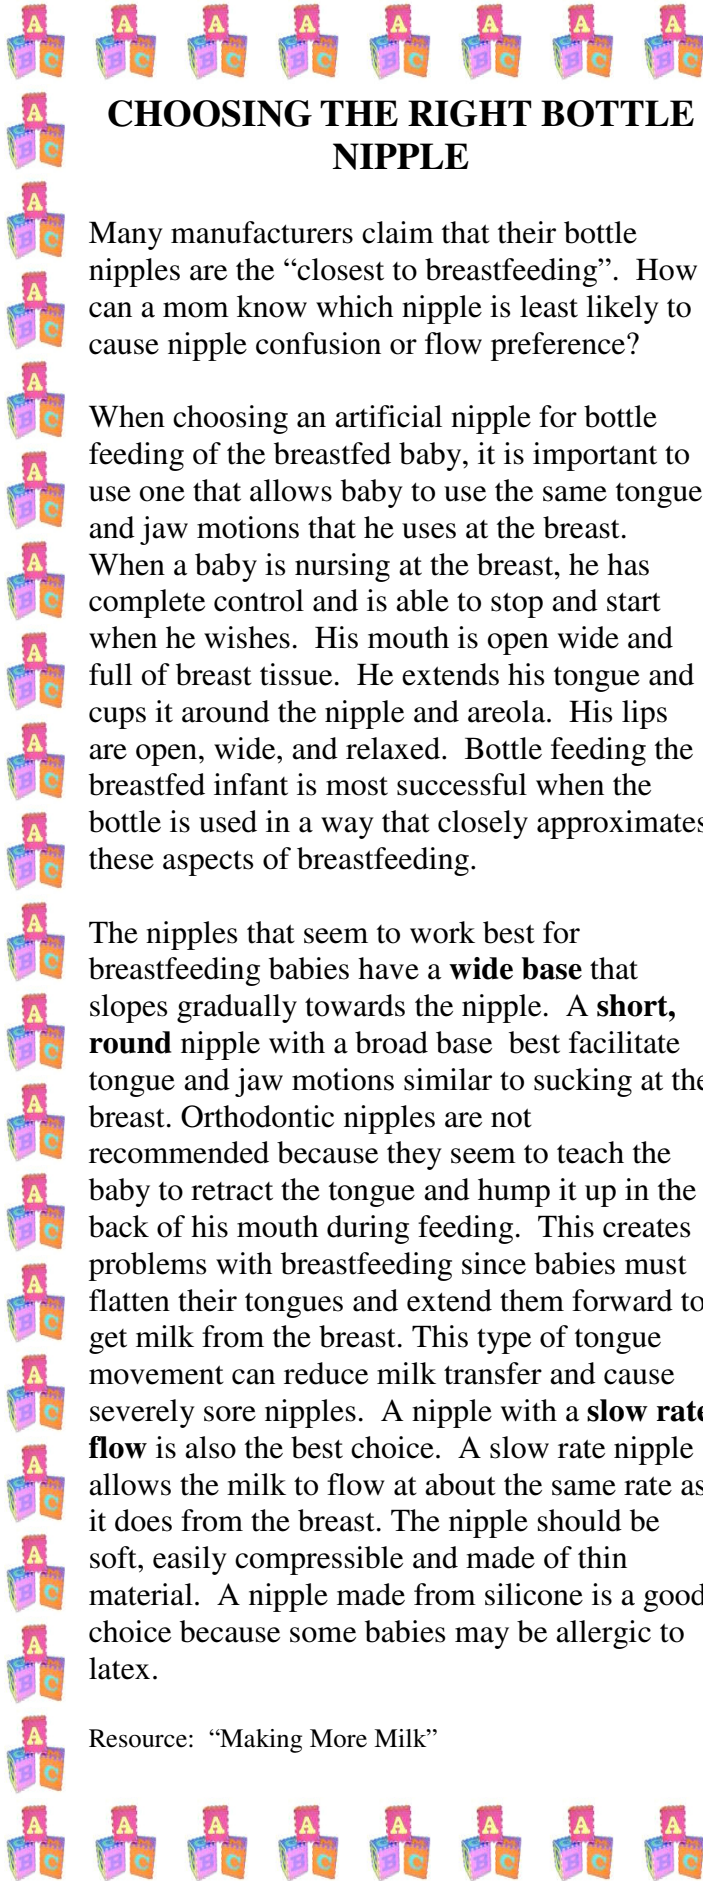 CHOOSING THE RIGHT BOTTLE
NIPPLE
Many manufacturers claim that their bottle
nipples are the “closest to breastfeeding”.  How
can a mom know which nipple is least likely to
cause nipple confusion or flow preference?
When choosing an artificial nipple for bottle
feeding of the breastfed baby, it is important to
use one that allows baby to use the same tongue
and jaw motions that he uses at the breast.
When a baby is nursing at the breast, he has
complete control and is able to stop and start
when he wishes.  His mouth is open wide and
full of breast tissue.  He extends his tongue and
cups it around the nipple and areola.  His lips
are open, wide, and relaxed.  Bottle feeding the
breastfed infant is most successful when the
bottle is used in a way that closely approximates
these aspects of breastfeeding.
The nipples that seem to work best for
breastfeeding babies have a wide base that
slopes gradually towards the nipple.  A short,
round nipple with a broad base  best facilitate
tongue and jaw motions similar to sucking at the
breast. Orthodontic nipples are not
recommended because they seem to teach the
baby to retract the tongue and hump it up in the
back of his mouth during feeding.  This creates
problems with breastfeeding since babies must
flatten their tongues and extend them forward to
get milk from the breast. This type of tongue
movement can reduce milk transfer and cause
severely sore nipples.  A nipple with a slow rate
flow is also the best choice.  A slow rate nipple
allows the milk to flow at about the same rate as
it does from the breast. The nipple should be
soft, easily compressible and made of thin
material.  A nipple made from silicone is a good
choice because some babies may be allergic to
latex.
Resource:  “Making More Milk”